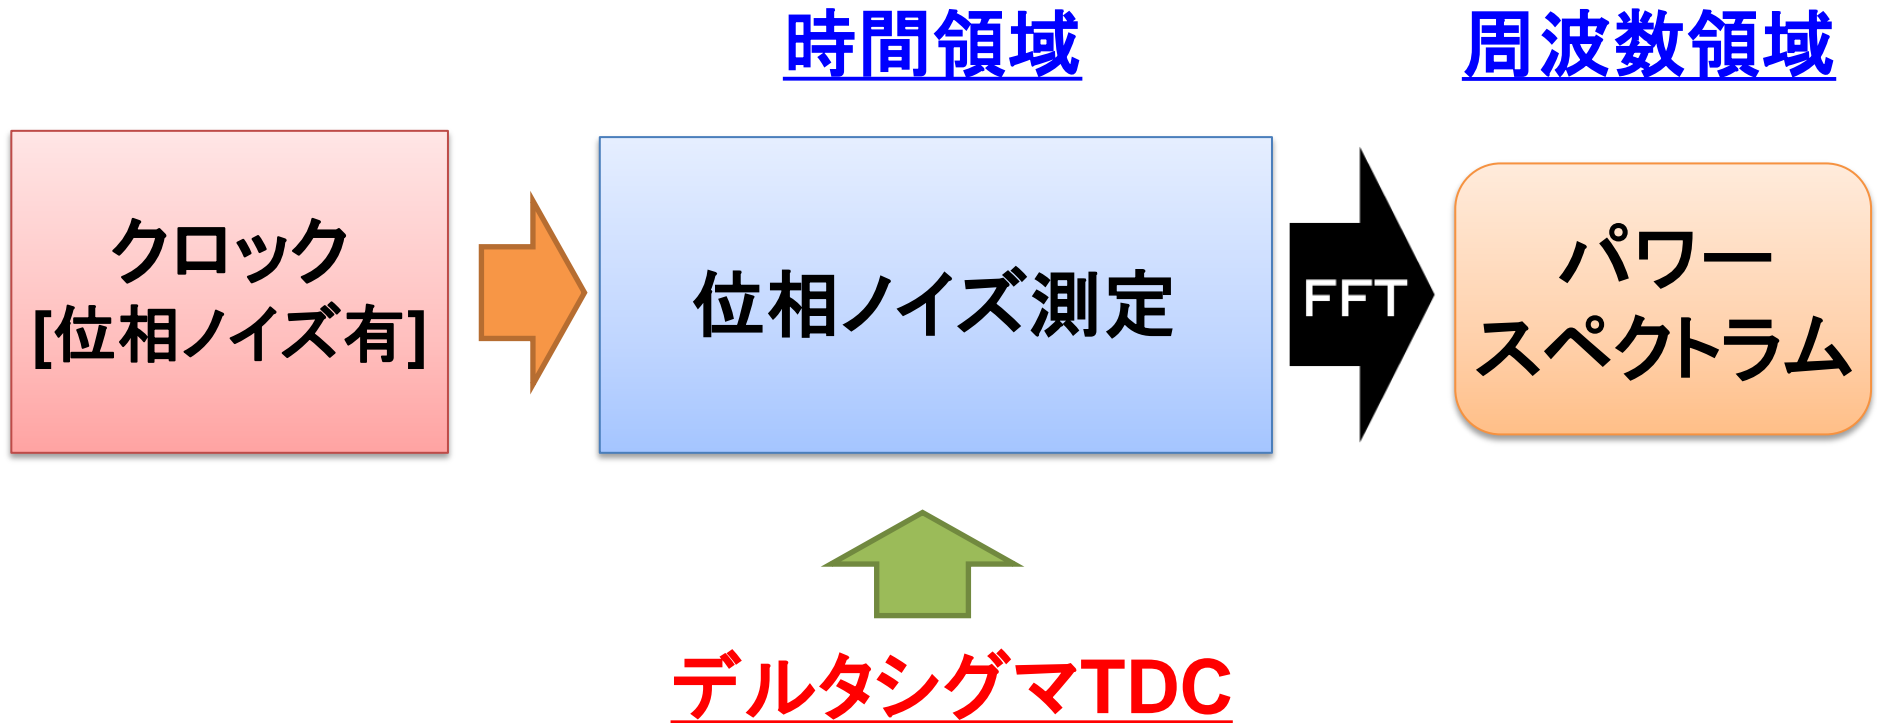 時間領域
周波数領域
クロック
[位相ノイズ有]
位相ノイズ測定
FFT
パワー
スペクトラム
デルタシグマTDC